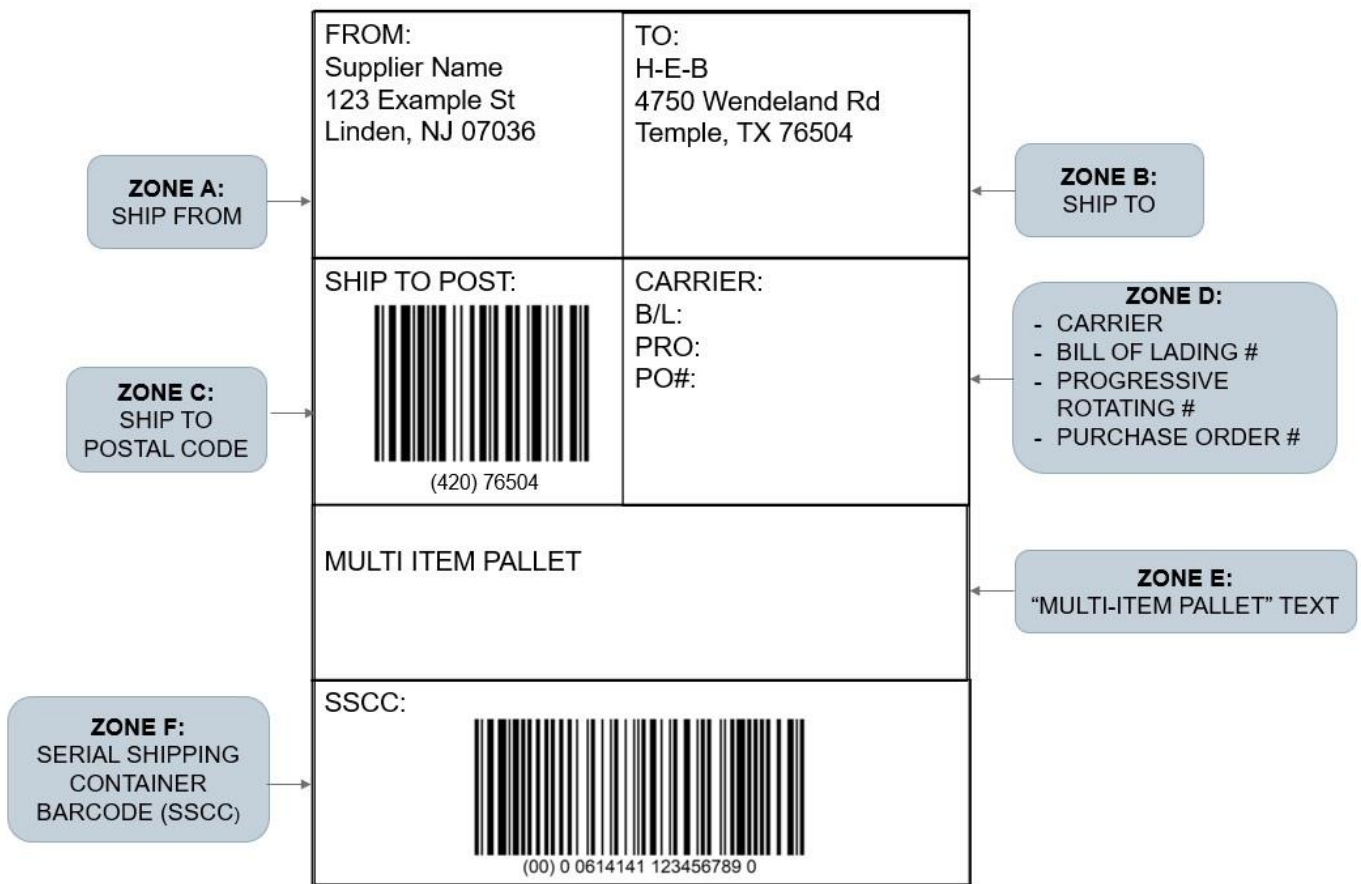 FROM:
Supplier Name
123 Example St
Linden, NJ 07036
TO:
H-E-B
4750 Wendeland Rd
Temple, TX 76504
ZONE A:
SHIP FROM
ZONE B:
SHIP TO
SHIP TO POST:
(420) 76504
CARRIER:
B/L:
PRO:
PO#:
ZONE C:
SHIP TO
POSTAL CODE
ZONE D:
- CARRIER
- BILL OF LADING #
- PROGRESSIVE
ROTATING #
- PURCHASE ORDER #
MULTI ITEM PALLET
ZONE E:
“MULTI-ITEM PALLET” TEXT
SSCC:
(00) 0 0614141 123456789 0
ZONE F:
SERIAL SHIPPING
CONTAINER
BARCODE (SSCC)